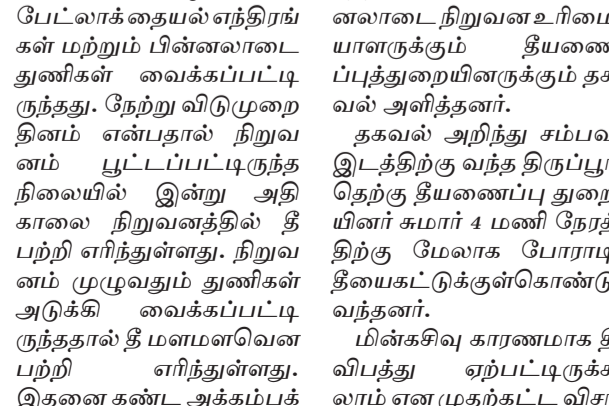 பேட்லாக்தையல் எந்திரங்
கள் மற்றும் பின்னலாடை
துணிகள் வைக்கப்பட்டி
ருந்தது. நேற்று விடுமுறை
தினம் என்பதால் நிறுவ
னம் பூட்டப்பட்டிருந்த
நிலையில் இன்று அதி
காலை நிறுவனத்தில் தீ
பற்றி எரிந்துள்ளது. நிறுவ
னம் முழுவதும் துணிகள்
அடுக்கி வைக்கப்பட்டி
ருந்ததால் தீ மளமளவென
பற்றி எரிந்துள்ளது.
இதனை கண்ட அக்கம்பக்
னலாடை நிறுவன உரிமை
யாளருக்கும் தீயணை
ப்புத்துறையினருக்கும் தக
வல் அளித்தனர்.
தகவல் அறிந்து சம்பவ
இடத்திற்கு வந்த திருப்பூர்
தெற்கு தீயணைப்பு துறை
யினர் சுமார் 4 மணி நேரத்
திற்கு மேலாக போராடி
தீயைகட்டுக்குள்கொண்டு
வந்தனர்.
மின்கசிவு காரணமாக தீ
விபத்து ஏற்பட்டிருக்க
லாம் என முதற்கட்ட விசா